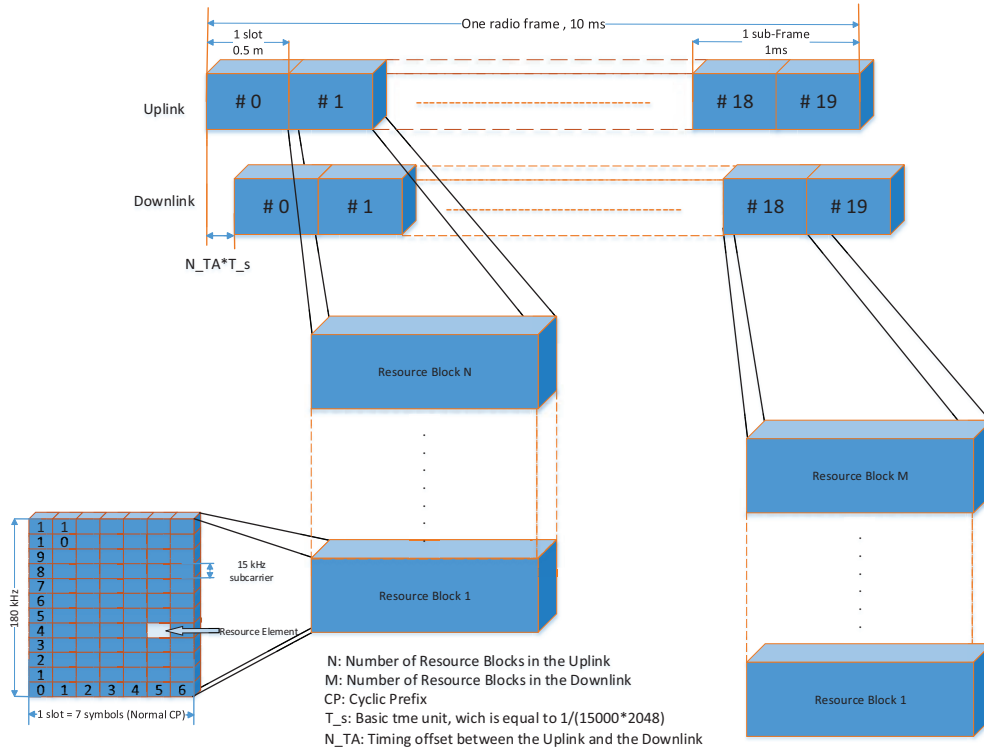 One radio frame , 10 ms
1 slot
0.5 m
1 sub-Frame
1ms
Uplink
# 0
# 1
# 18
# 19
Downlink
# 0
# 1
# 18
# 19
N_TA*T_s
Resource Block N
Resource Block M
Resource Block 1
Resource Block 1
180 kHz
1 1
1 0
9
8
7
6
5
4
3
2
1
0 1 2 3 4 5 6
15 kHz
subcarrier
Resource Element
1 slot = 7 symbols (Normal CP)
N: Number of Resource Blocks in the Uplink
M: Number of Resource Blocks in the Downlink
CP: Cyclic Prefix
T_s: Basic tme unit, wich is equal to 1/(15000*2048)
N_TA: Timing offset between the Uplink and the Downlink